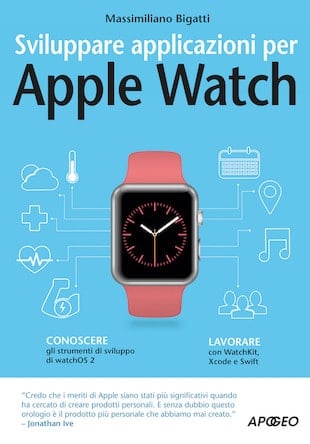 Massimiliano Bigatti
Sviluppare applicazioni per
Apple Watch
CONOSCERE
gli strumenti di sviluppo
di watchOS 2
LAVORARE
con WatchKit,
Xcode e Swift
“Credo che i meriti di Apple siano stati più significativi quando
ha cercato di creare prodotti personali. E senza dubbio questo
orologio è il prodotto più personale che abbiamo mai creato.”
– Jonathan Ive
APOGEO